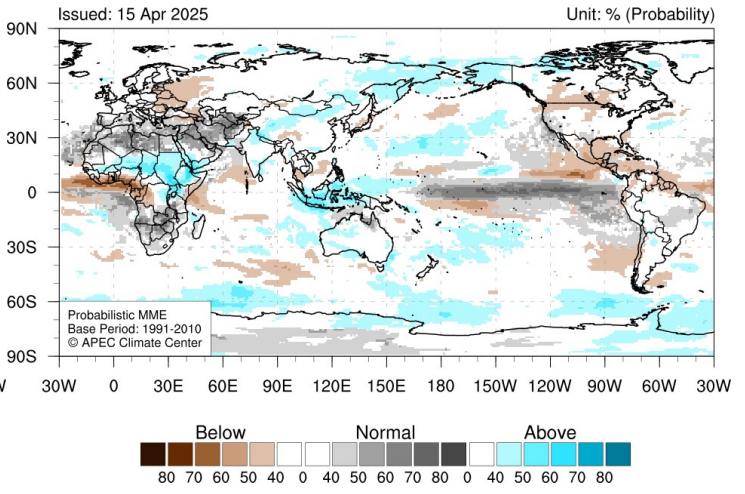 Issued: 15 Apr 2025 Unit: % (Probability)
90N
60N
30N
0
30S
60S
90S
Probabilistic MME
Base Period: 1991-2010
© APEC Climate Center
W 30W 0 30E 60E 90E 120E 150E 180 150W 120W 90W 60W 30W
Below Normal Above
80 70 60 50 40 0 40 50 60 70 80 0 40 50 60 70 80